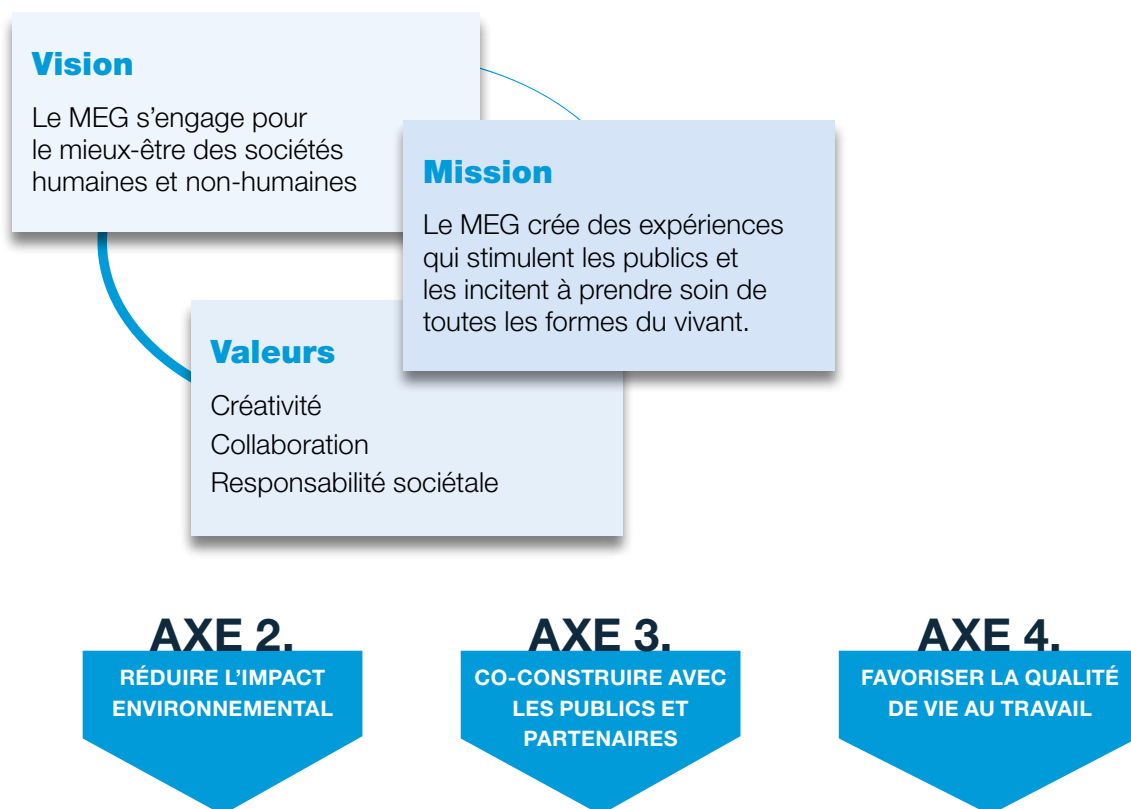 Vision
Le MEG s’engage pour
le mieux-être des sociétés
humaines et non-humaines
Mission
Le MEG crée des expériences
qui stimulent les publics et
les incitent à prendre soin de
toutes les formes du vivant.
Valeurs
Créativité
Collaboration
Responsabilité sociétale
AXE 2.
RÉDUIRE L’IMPACT
ENVIRONNEMENTAL
AXE 3.
CO-CONSTRUIRE AVEC
LES PUBLICS ET
PARTENAIRES
AXE 4.
FAVORISER LA QUALITÉ
DE VIE AU TRAVAIL